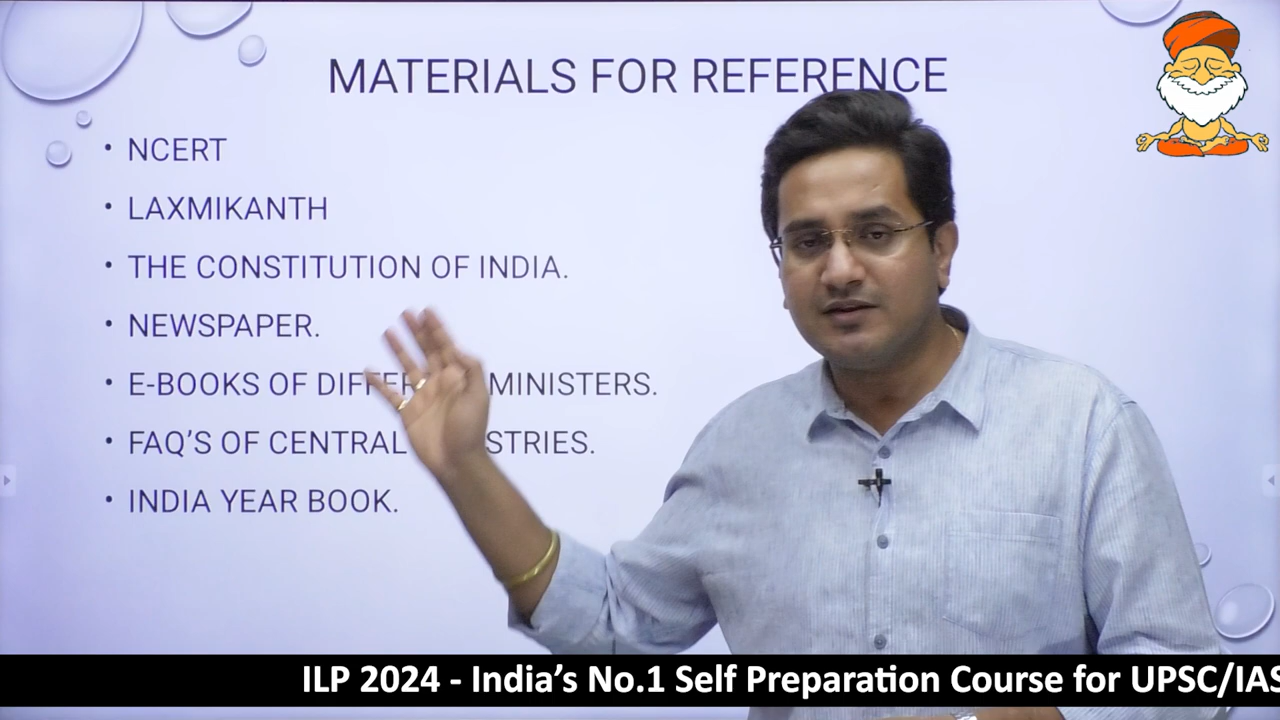 MATERIALS FOR REFERENCE
• NCERT
• LAXMIKANTH
• THE CONSTITUTION OF INDIA.
• NEWSPAPER.
• E-BOOKS OF MINISTERS.
• FAQ'S OF CENTRAL
• INDIA YEAR BOOK.
ILP 2024 - India's No.1 Self Preparation Course for UPSC/IAS